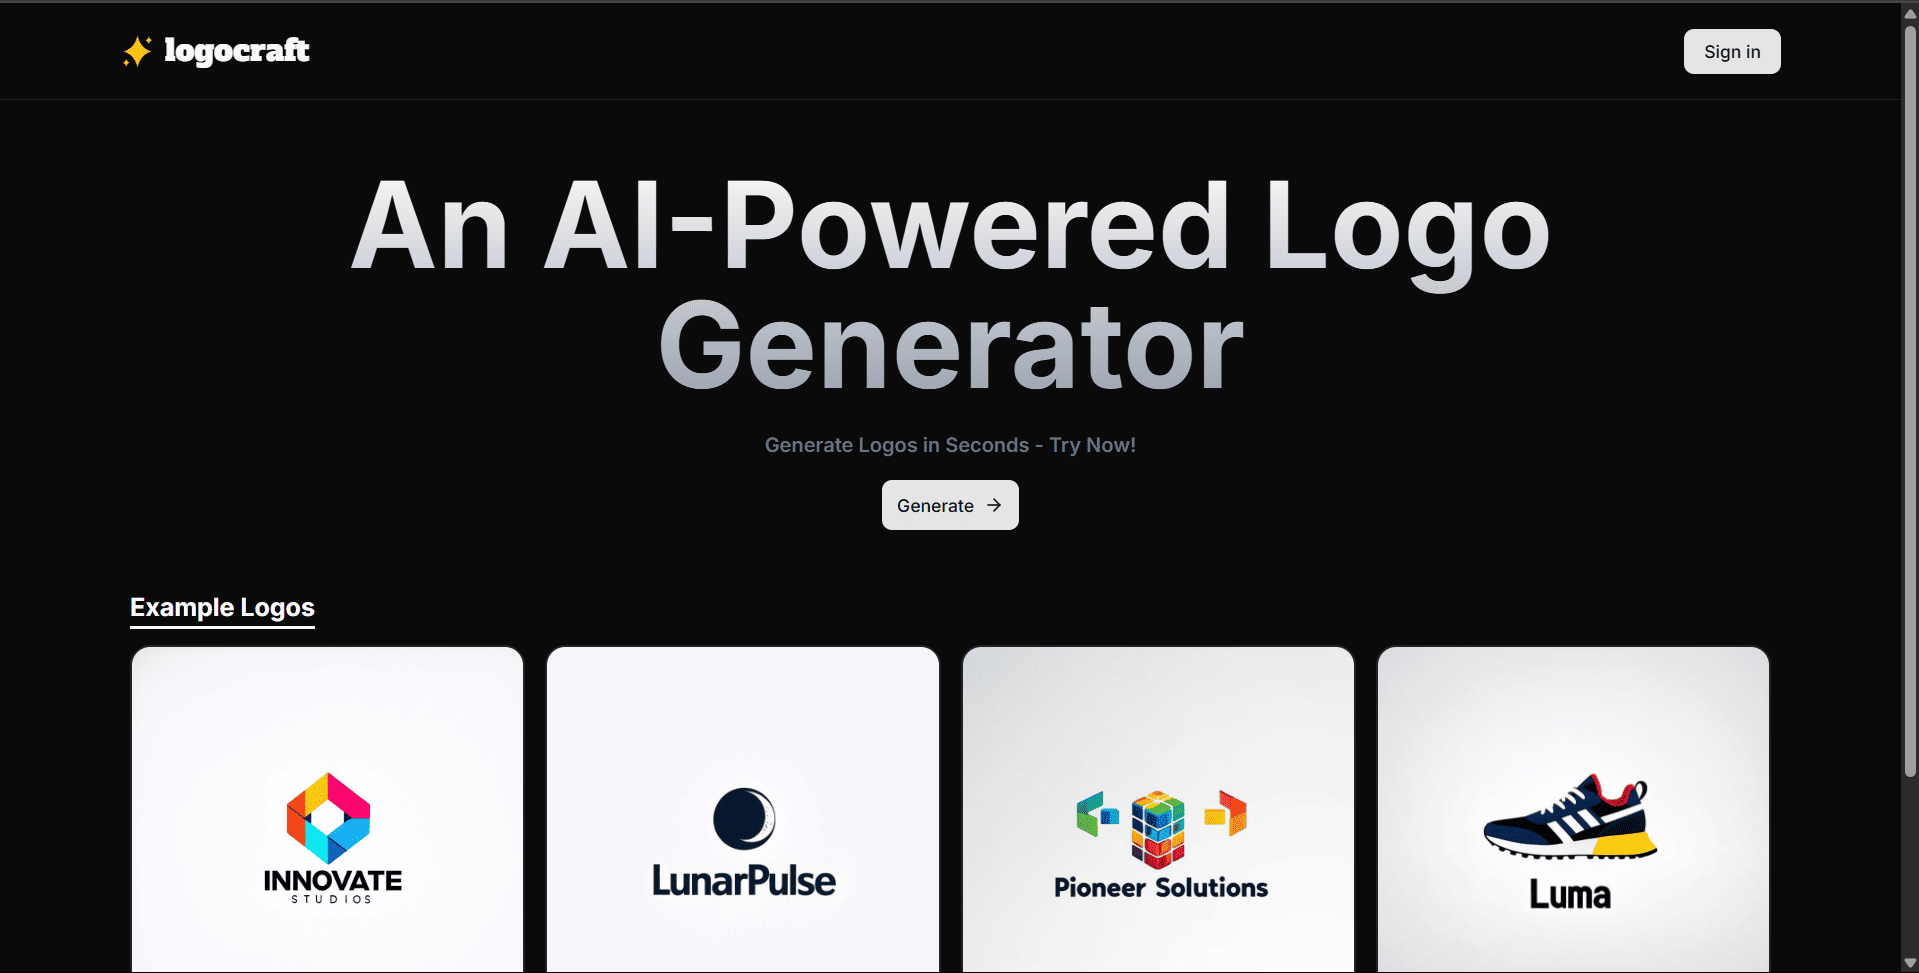 logocraft
Sign in
An AI-Powered Logo
Generator
Generate Logos in Seconds - Try Now!
Generate
Example Logos
INNOVATE
STUDIOS
LunarPulse
Pioneer Solutions
Luma